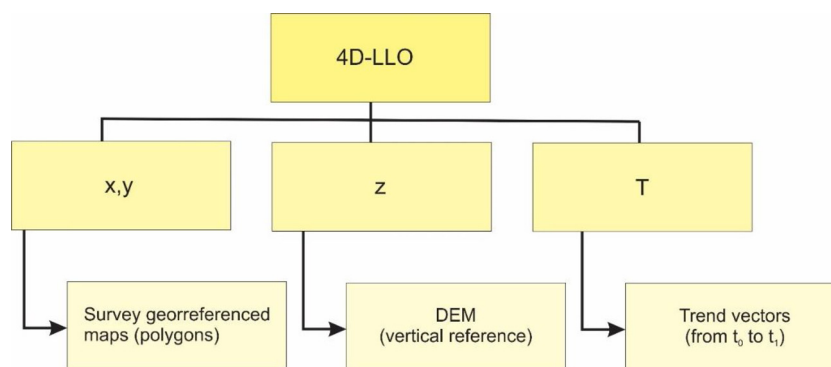 4D-LLO
x,y
z
T
Survey georreferenced
maps (polygons)
DEM
(vertical reference)
Trend vectors
(from t₀ to t₁)